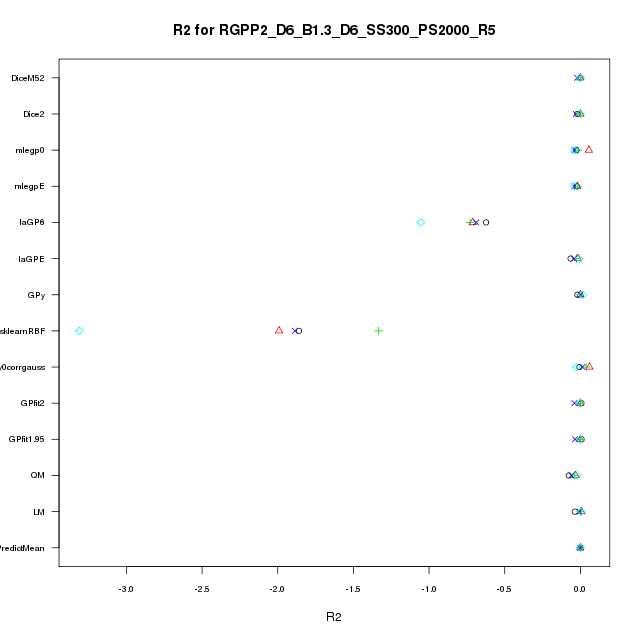 R2 for RGPP2_D6_B1.3_D6_SS300_PS2000_R5
DiceM52
Dice2
mlegp0
mlegpE
laGP6
laGPE
GPy
sklearnRBF
y0corrgauss
GPfit2
GPfit1.95
QM
LM
PredictMean
-3.0 -2.5 -2.0 -1.5 -1.0 -0.5 0.0
R2